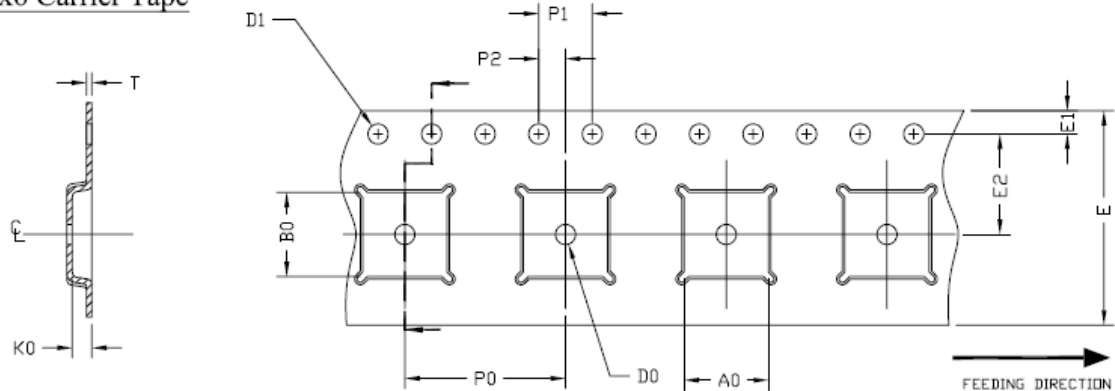 x6 Carrier Tape
D1
P1
P2
T
E1
E2
E
B0
℄
K0
P0
D0
A0
FEEDING DIRECTION